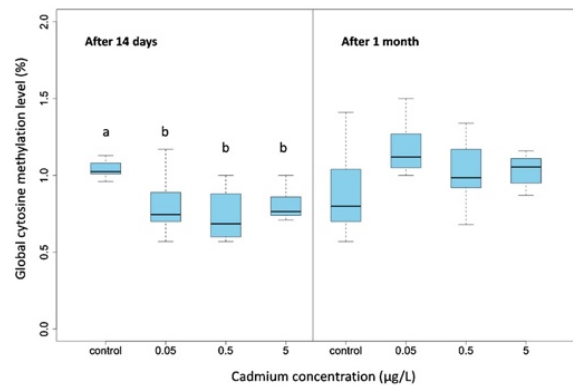 After 14 days
After 1 month
Global cytosine methylation level (%)
2.0
1.5
1.0
0.5
0.0
a
b
b
b
control
0.05
0.5
5
control
0.05
0.5
5
Cadmium concentration (µg/L)